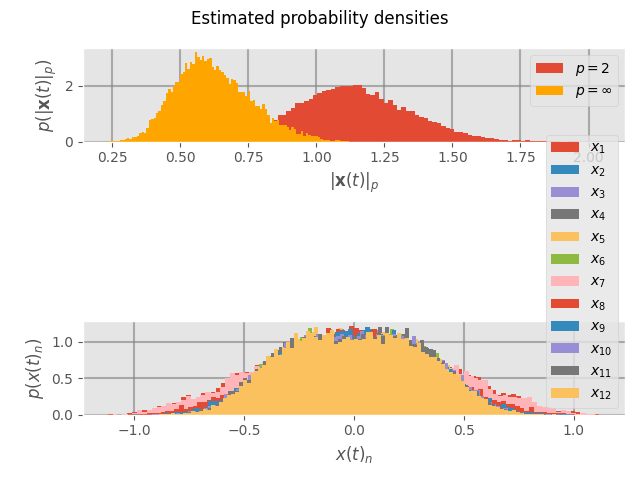 Estimated probability densities
p(|x(t)|p)
2
0
p = 2
p = ∞
0.25 0.50 0.75 1.00 1.25 1.50 1.75 2.00
|x(t)|p
x1
x2
x3
x4
x5
x6
x7
x8
x9
x10
x11
x12
p(x(t)n)
1.0
0.5
0.0
−1.0 −0.5 0.0 0.5 1.0
x(t)n